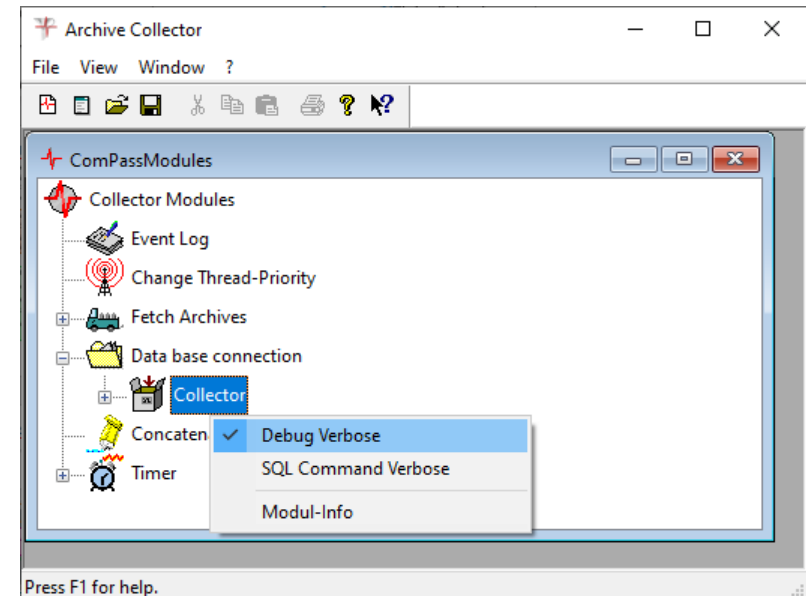 Archive Collector
File View Window ?
ComPassModules
Collector Modules
Event Log
Change Thread-Priority
Fetch Archives
Data base connection
Collector
Concaten
Debug Verbose
Timer
SQL Command Verbose
Modul-Info
Press F1 for help.